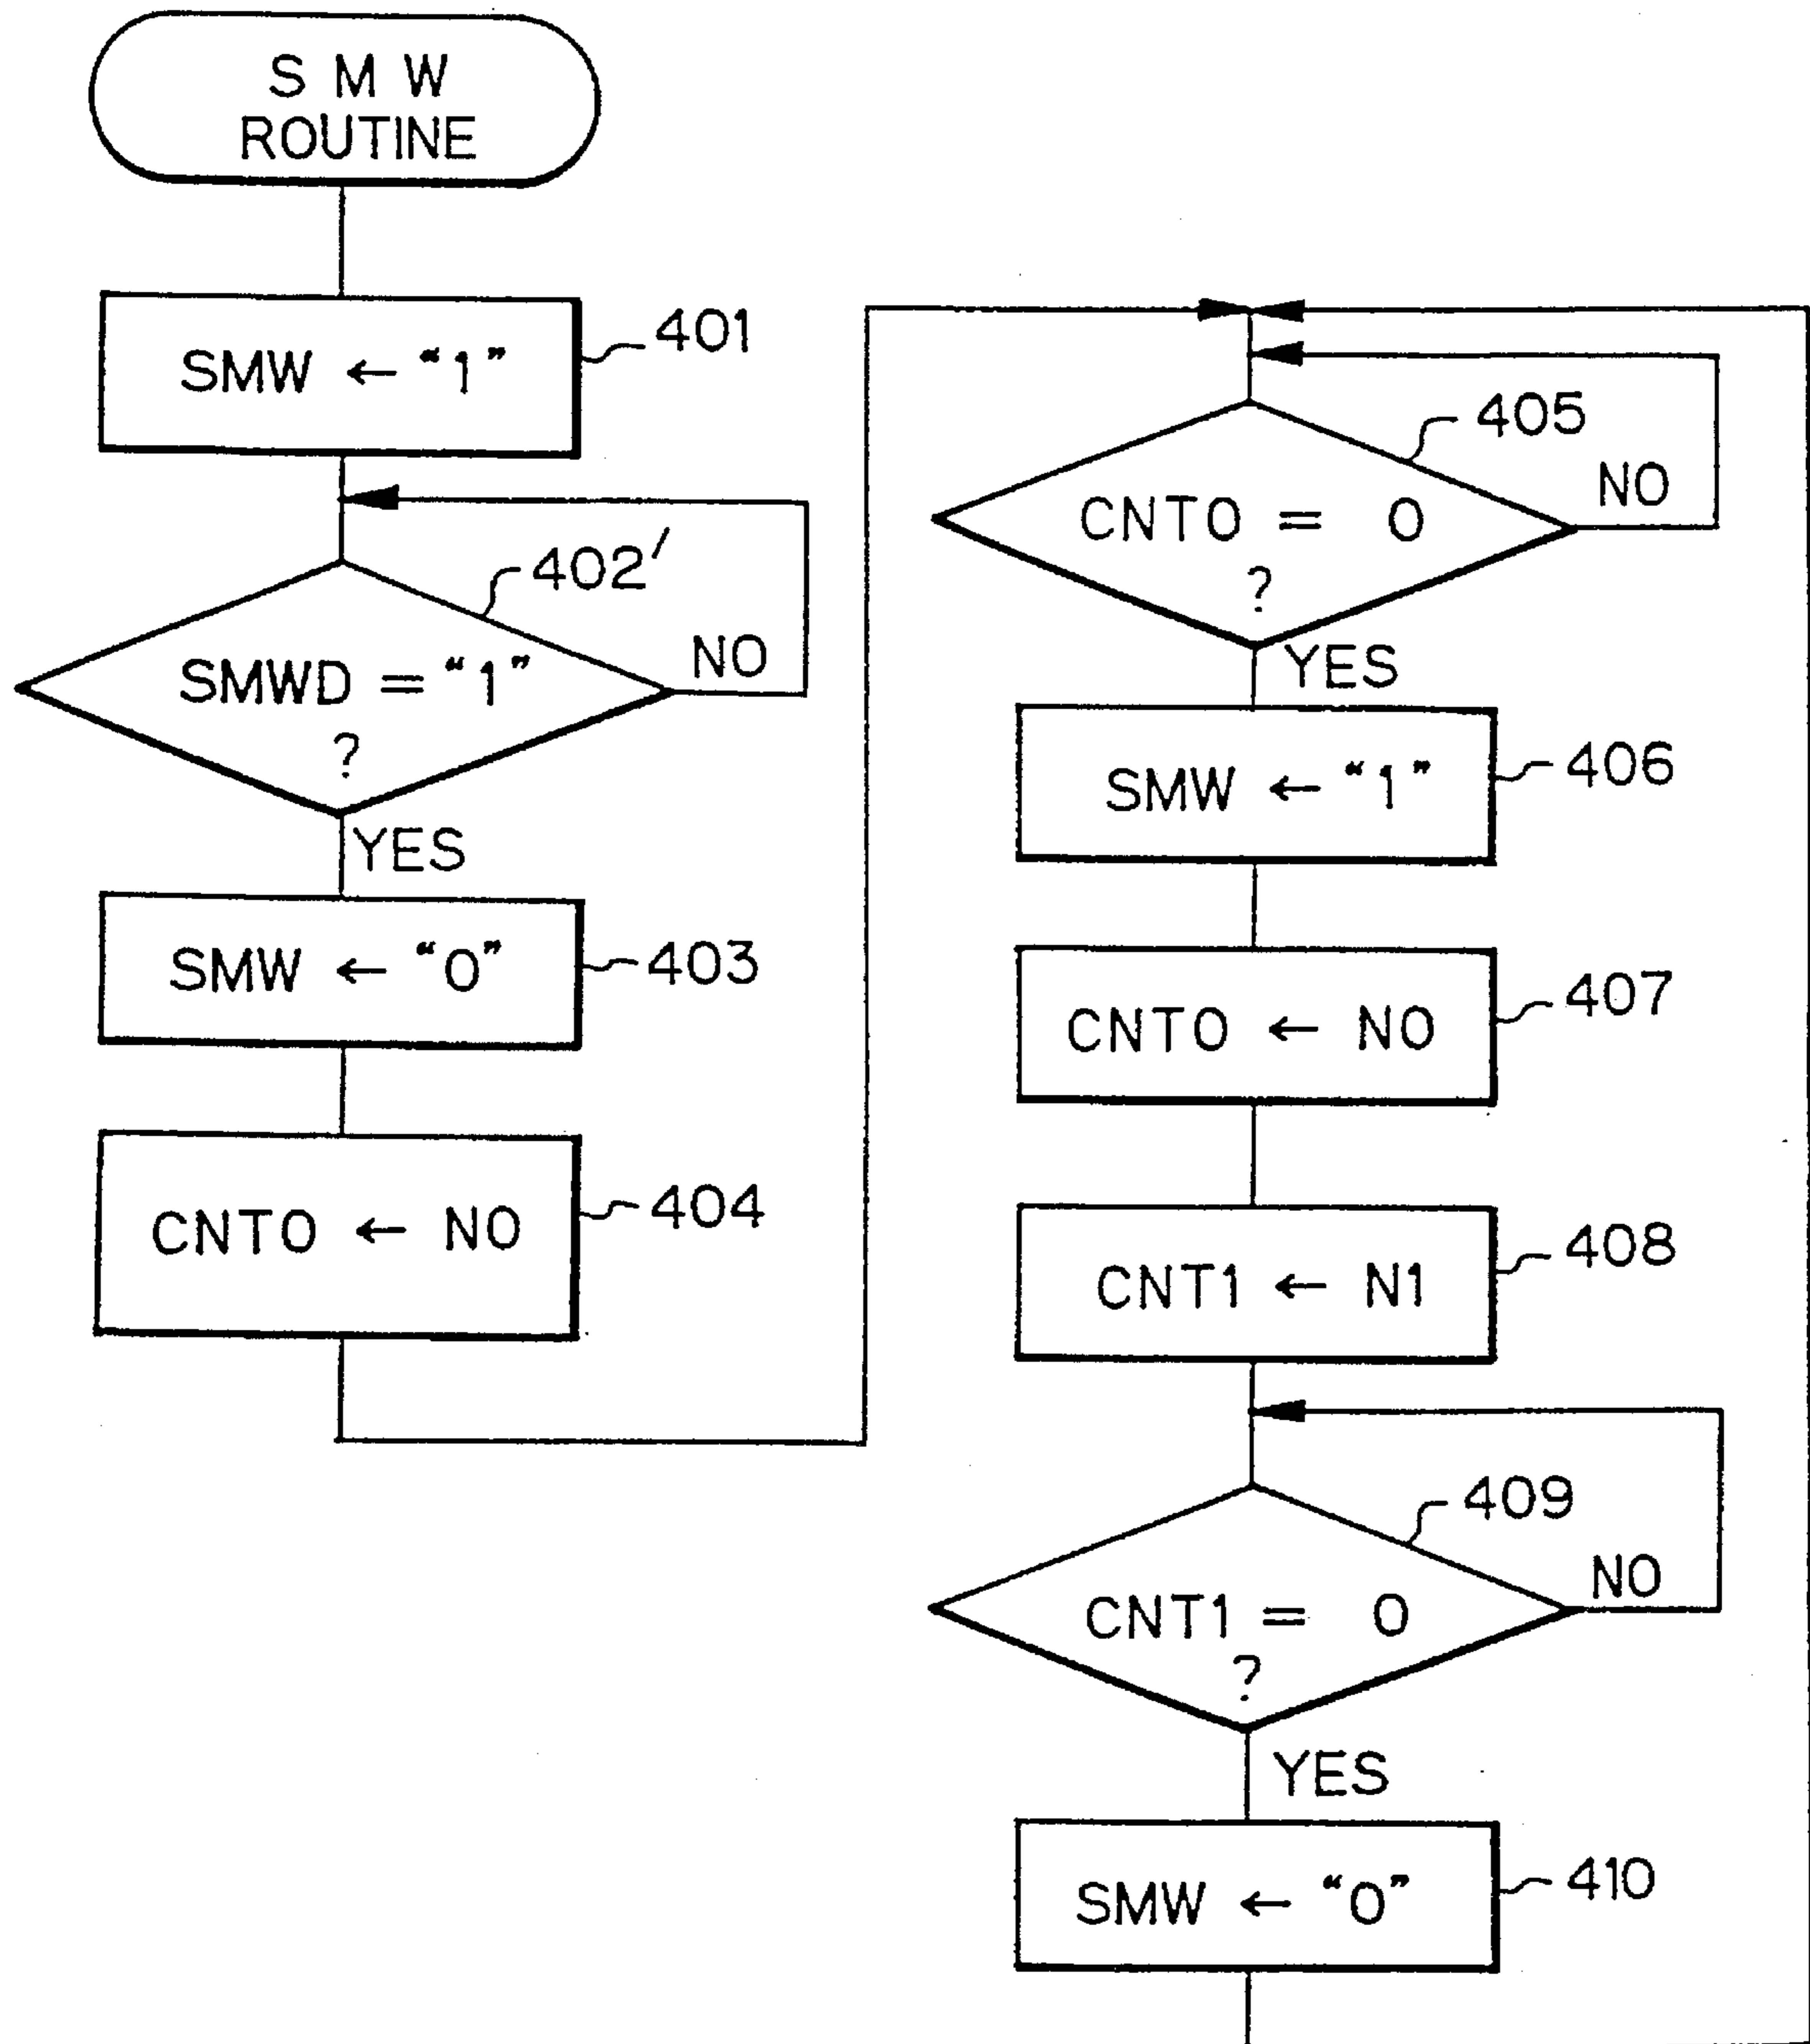 S M W
ROUTINE
SMW ← “1”
401
402'
SMWD = “1”
?
NO
YES
SMW ← “0”
403
CNT0 ← N0
404
405
CNT0 = 0
?
NO
YES
SMW ← “1”
406
CNT0 ← N0
407
CNT1 ← N1
408
409
CNT1 = 0
?
NO
YES
SMW ← “0”
410